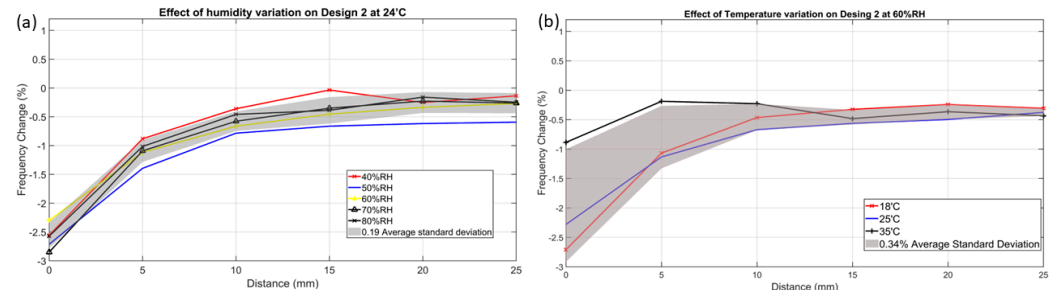 (a)
Effect of humidity variation on Design 2 at 24'C
1
0.5
0
-0.5
-1
-1.5
-2
-2.5
-3
Frequency Change (%)
40%RH
50%RH
60%RH
70%RH
80%RH
0.19 Average standard deviation
0 5 10 15 20 25
Distance (mm)
(b)
Effect of Temperature variation on Desing 2 at 60%RH
1
0.5
0
-0.5
-1
-1.5
-2
-2.5
-3
Frequency Change (%)
18'C
25'C
35'C
0.34% Average Standard Deviation
0 5 10 15 20 25
Distance (mm)